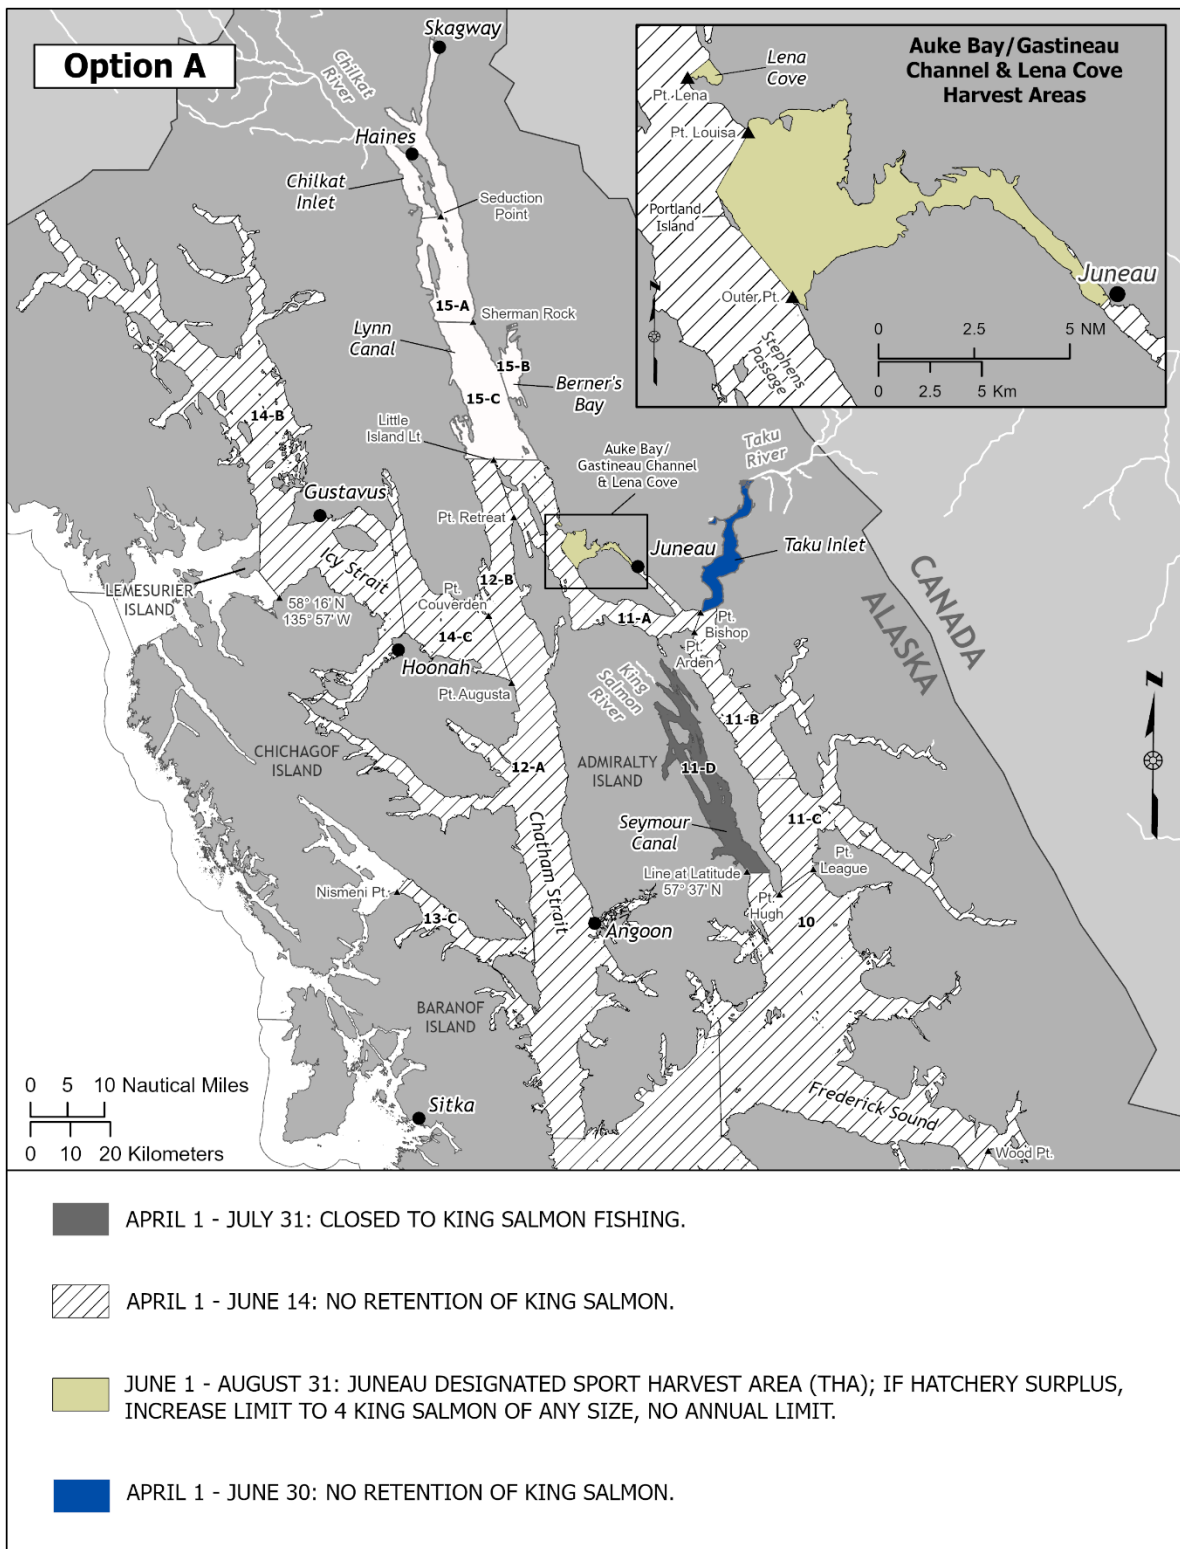 Option A
Skagway
Chilkat
River
Haines
Chilkat
Inlet
Seduction
Point
15-A
Sherman Rock
Lynn
Canal
15-B
Berner's
Bay
15-C
14-B
Little
Island Lt
Auke Bay/
Gastineau Channel
& Lena Cove
Taku
River
Gustavus
Pt. Retreat
Juneau
Taku Inlet
Icy Strait
LEMESURIER
ISLAND
58° 16' N
135° 57' W
12-B
Pt.
Couverden
11-A
Pt.
Bishop
Pt.
Arden
14-C
Hoonah
Pt. Augusta
King
Salmon
River
CANADA
ALASKA
N
11-B
CHICHAGOF
ISLAND
12-A
ADMIRALTY
ISLAND
11-D
Seymour
Canal
11-C
Chatham Strait
Line at Latitude
57° 37' N
Pt.
League
Pt.
Hugh
Nismeni Pt.
13-C
Angoon
10
BARANOF
ISLAND
Sitka
Frederick Sound
Wood Pt.
0 5 10 Nautical Miles
0 10 20 Kilometers
Auke Bay/Gastineau
Channel & Lena Cove
Harvest Areas
Lena
Cove
Pt. Lena
Pt. Louisa
Portland
Island
N
Outer Pt.
Juneau
Stephens
Passage
0 2.5 5 NM
0 2.5 5 Km
APRIL 1 - JULY 31: CLOSED TO KING SALMON FISHING.
APRIL 1 - JUNE 14: NO RETENTION OF KING SALMON.
JUNE 1 - AUGUST 31: JUNEAU DESIGNATED SPORT HARVEST AREA (THA); IF HATCHERY SURPLUS,
INCREASE LIMIT TO 4 KING SALMON OF ANY SIZE, NO ANNUAL LIMIT.
APRIL 1 - JUNE 30: NO RETENTION OF KING SALMON.